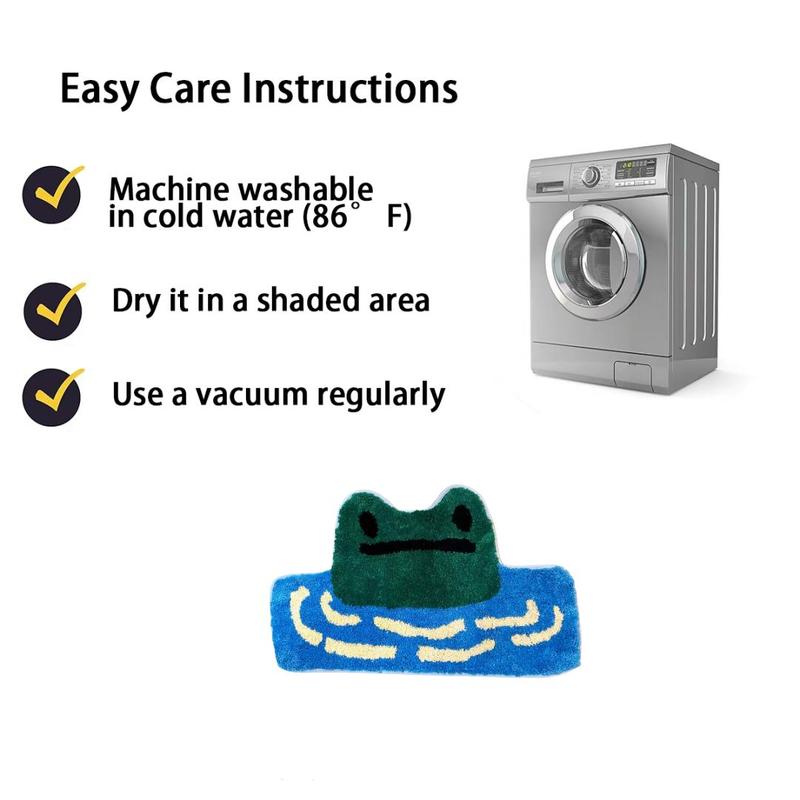 Easy Care Instructions
Machine washable
in cold water (86° F)
Dry it in a shaded area
Use a vacuum regularly